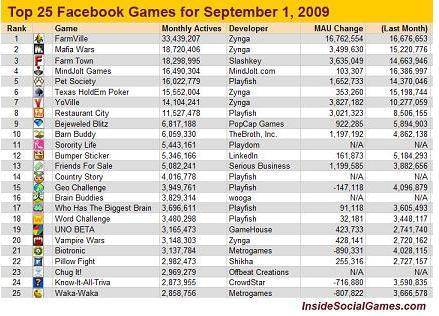 Top 25 Facebook Games for September 1, 2009
Rank Game Monthly Actives Developer MAU Change (Last Month)
1 FarmVille 33,439,207 Zynga 16,762,554 16,676,653
2 Mafia Wars 18,720,406 Zynga 3,499,630 15,220,776
3 Farm Town 18,298,995 Slashkey 3,635,049 14,663,946
4 MindJolt Games 16,490,304 MindJolt.com 103,307 16,386,997
5 Pet Society 16,022,779 Playfish 1,652,733 14,370,046
6 Texas HoldEm Poker 15,552,004 Zynga 353,260 15,198,744
7 YoVille 14,104,241 Zynga 3,827,182 10,277,059
8 Restaurant City 11,527,478 Playfish 3,021,323 8,506,155
9 Bejeweled Blitz 6,817,188 PopCap Games 922,285 5,894,903
10 Barn Buddy 6,059,330 TheBroth, Inc. 1,197,192 4,862,138
11 Sorority Life 5,443,161 Playdom N/A N/A
12 Bumper Sticker 5,346,166 LinkedIn 161,873 5,184,293
13 Friends For Sale 5,082,241 Serious Business 1,199,585 3,882,656
14 Country Story 4,016,778 Playfish N/A N/A
15 Geo Challenge 3,949,761 Playfish -147,118 4,096,879
16 Brain Buddies 3,829,314 wooga N/A N/A
17 Who Has The Biggest Brain 3,696,611 Playfish 91,118 3,605,493
18 Word Challenge 3,480,298 Playfish 32,181 3,448,117
19 UNO BETA 3,165,473 GameHouse 423,733 2,741,740
20 Vampire Wars 3,148,303 Zynga 428,141 2,720,162
21 Biotronic 3,137,784 Metrogames -890,331 4,028,115
22 Pillow Fight 2,982,473 Shikha 255,316 2,727,157
23 Chug It! 2,969,279 Offbeat Creations N/A N/A
24 Know-It-All Trivia 2,873,955 CrowdStar -716,880 3,590,835
25 Waka-Waka 2,858,756 Metrogames -807,822 3,666,578
InsideSocialGames.com